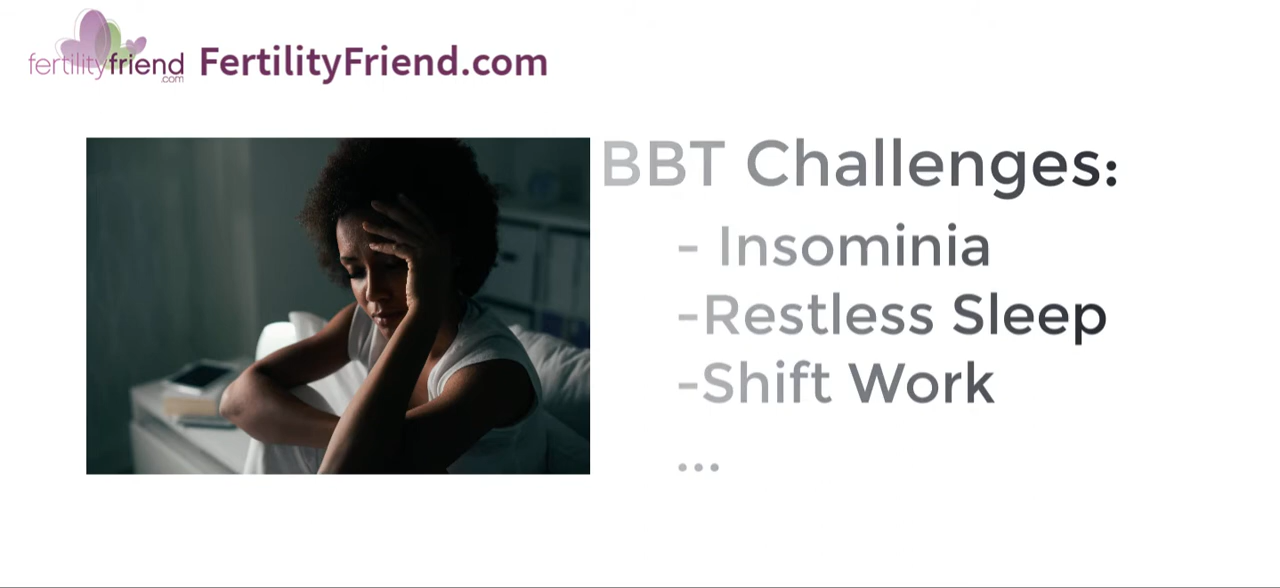 fertilityfriend
.com
FertilityFriend.com
BBT Challenges:
- Insominia
-Restless Sleep
-Shift Work
...